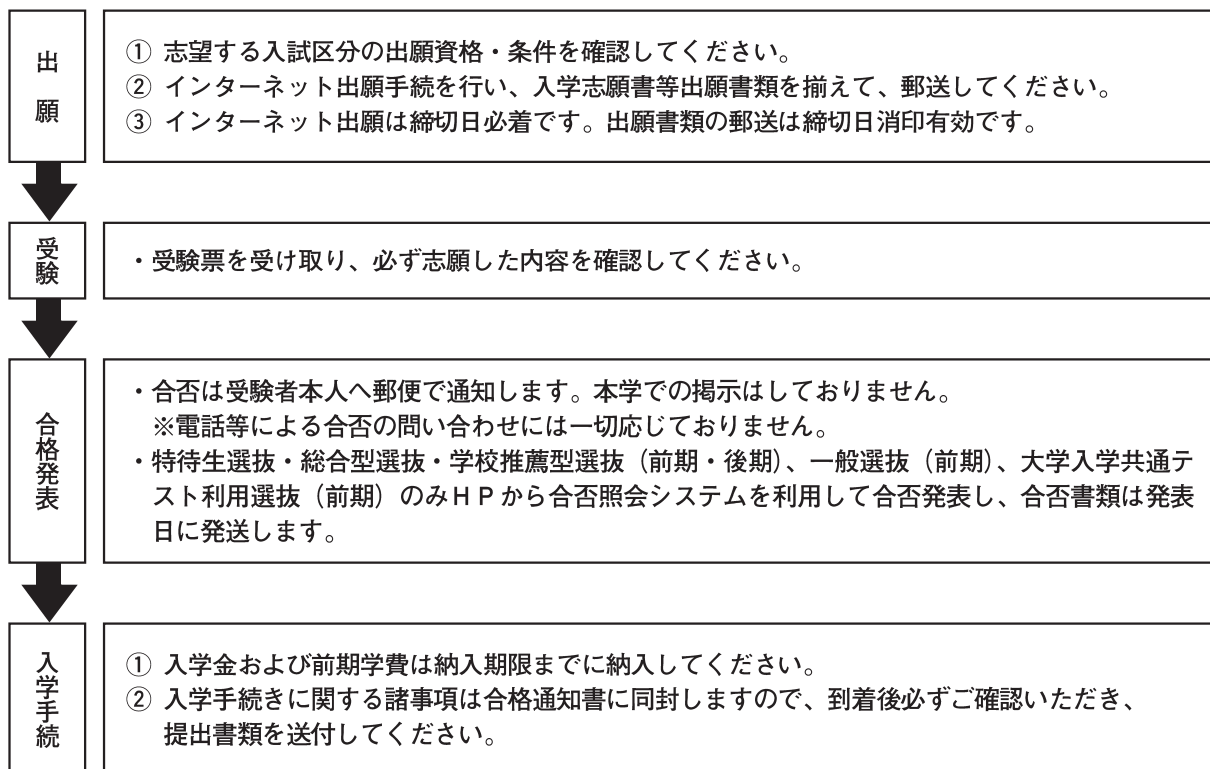 出願
① 志望する入試区分の出願資格・条件を確認してください。
② インターネット出願手続を行い、入学志願書等出願書類を揃えて、郵送してください。
③ インターネット出願は締切日必着です。出願書類の郵送は締切日消印有効です。
受験
・受験票を受け取り、必ず志願した内容を確認してください。
合格発表
・合否は受験者本人へ郵便で通知します。本学での掲示はしておりません。
※電話等による合否の問い合わせには一切応じておりません。
・特待生選抜・総合型選抜・学校推薦型選抜（前期・後期）、一般選抜（前期）、大学入学共通テ
スト利用選抜（前期）のみＨＰから合否照会システムを利用して合否発表し、合否書類は発表
日に発送します。
入学手続
① 入学金および前期学費は納入期限までに納入してください。
② 入学手続きに関する諸事項は合格通知書に同封しますので、到着後必ずご確認いただき、
提出書類を送付してください。